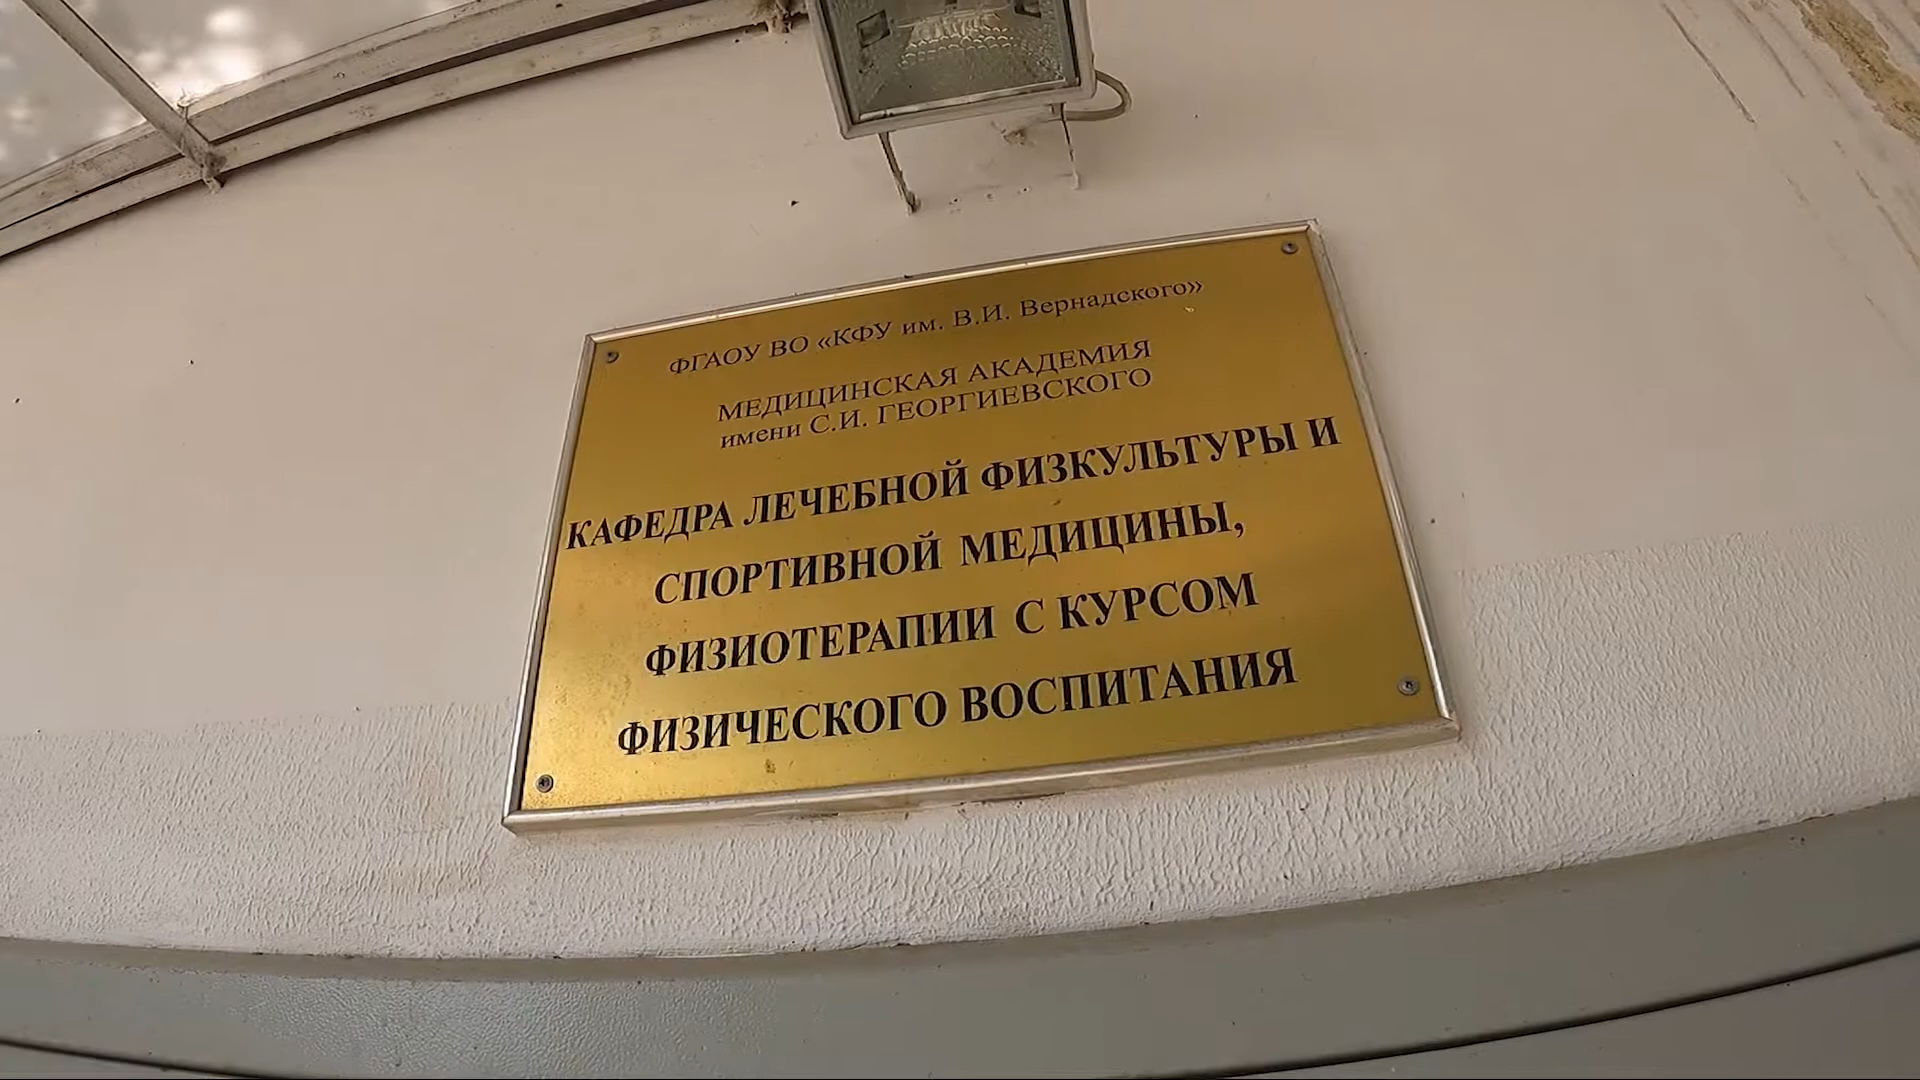 ФГАОУ ВО «КФУ им. В.И. Вернадского»
МЕДИЦИНСКАЯ АКАДЕМИЯ
имени С.И. ГЕОРГИЕВСКОГО
КАФЕДРА ЛЕЧЕБНОЙ ФИЗКУЛЬТУРЫ И
СПОРТИВНОЙ МЕДИЦИНЫ,
ФИЗИОТЕРАПИИ С КУРСОМ
ФИЗИЧЕСКОГО ВОСПИТАНИЯ